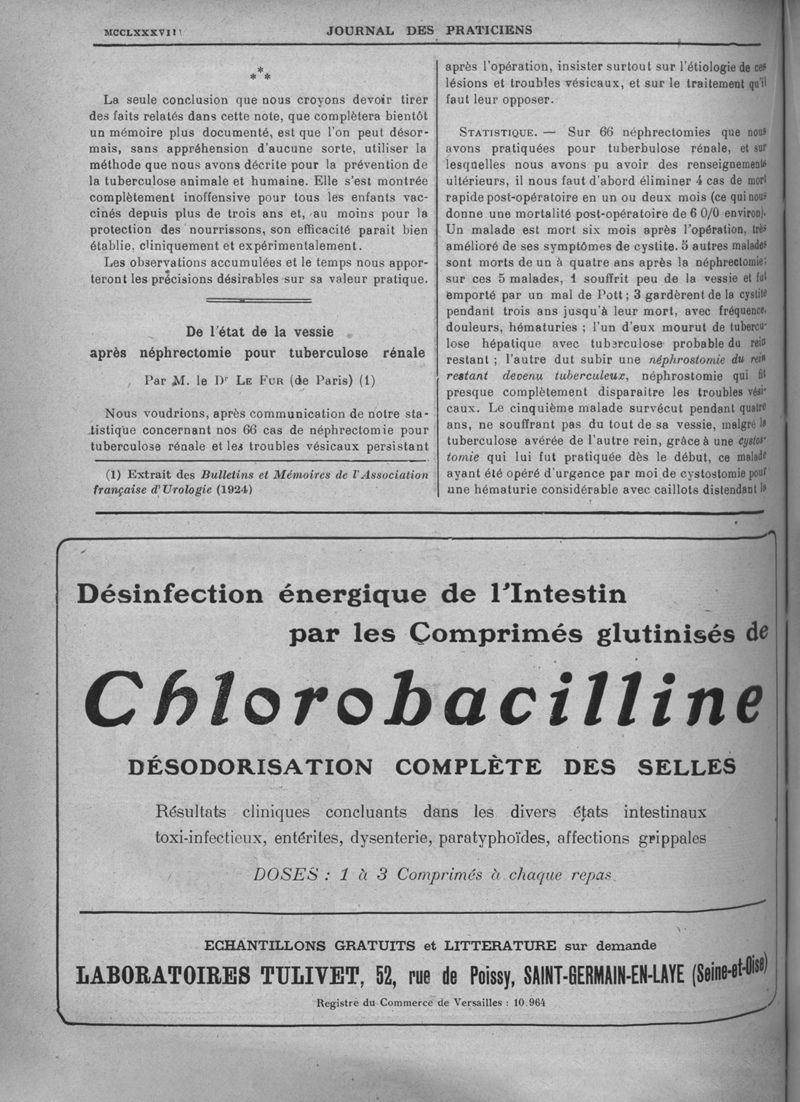 MCCLXXXVIII
JOURNAL DES PRATICIENS
*
* *
La seule conclusion que nous croyons devoir tirer
des faits relatés dans cette note, que complètera bientôt
un mémoire plus documenté, est que l'on peut désor-
mais, sans appréhension d'aucune sorte, utiliser la
méthode que nous avons décrite pour la prévention de
la tuberculose animale et humaine. Elle s'est montrée
complètement inoffensive pour tous les enfants vac-
cinés depuis plus de trois ans et, au moins pour la
protection des nourrissons, son efficacité parait bien
établie, cliniquement et expérimentalement.
Les observations accumulées et le temps nous appor-
teront les précisions désirables sur sa valeur pratique.
De l'état de la vessie
après néphrectomie pour tuberculose rénale
Par M. le Dr LE FUR (de Paris) (1)
Nous voudrions, après communication de notre sta-
tistique concernant nos 66 cas de néphrectomie pour
tuberculose rénale et les troubles vésicaux persistant
(1) Extrait des Bulletins et Mémoires de l'Association
française d'Urologie (1924)
après l'opération, insister surtout sur l'étiologie de ces
lésions et troubles vésicaux, et sur le traitement qu'il
faut leur opposer.
STATISTIQUE. — Sur 66 néphrectomies que nous
avons pratiquées pour tuberbulose rénale, et sur
lesquelles nous avons pu avoir des renseignements
ultérieurs, il nous faut d'abord éliminer 4 cas de mort
rapide post-opératoire en un ou deux mois (ce qui nous
donne une mortalité post-opératoire de 6 0/0 environ).
Un malade est mort six mois après l'opération, très
amélioré de ses symptômes de cystite. 5 autres malades
sont morts de un à quatre ans après la néphrectomie;
sur ces 5 malades, 1 souffrit peu de la vessie et fut
emporté par un mal de Pott ; 3 gardèrent de la cystite
pendant trois ans jusqu'à leur mort, avec fréquence,
douleurs, hématuries ; l'un d'eux mourut de tubercu-
lose hépatique avec tuberculose probable du rein
restant ; l'autre dut subir une néphrostomie du rein
restant devenu tuberculeux, néphrostomie qui fit
presque complètement disparaitre les troubles vési-
caux. Le cinquième malade survécut pendant quatre
ans, ne souffrant pas du tout de sa vessie, malgré la
tuberculose avérée de l'autre rein, grâce à une cystos-
tomie qui lui fut pratiquée dès le début, ce malade
ayant été opéré d'urgence par moi de cystostomie pour
une hématurie considérable avec caillots distendant la
Désinfection énergique de l'Intestin
par les Comprimés glutinisés de
Chlorobacilline
DÉSODORISATION COMPLÈTE DES SELLES
Résultats cliniques concluants dans les divers états intestinaux
toxi-infectieux, entérites, dysenterie, paratyphoïdes, affections grippales
DOSES : 1 à 3 Comprimés à chaque repas.
ECHANTILLONS GRATUITS et LITTERATURE sur demande
LABORATOIRES TULIVET, 52, rue de Poissy, SAINT-GERMAIN-EN-LAYE (Seine-et-Oise)
Registre du Commerce de Versailles : 10.964